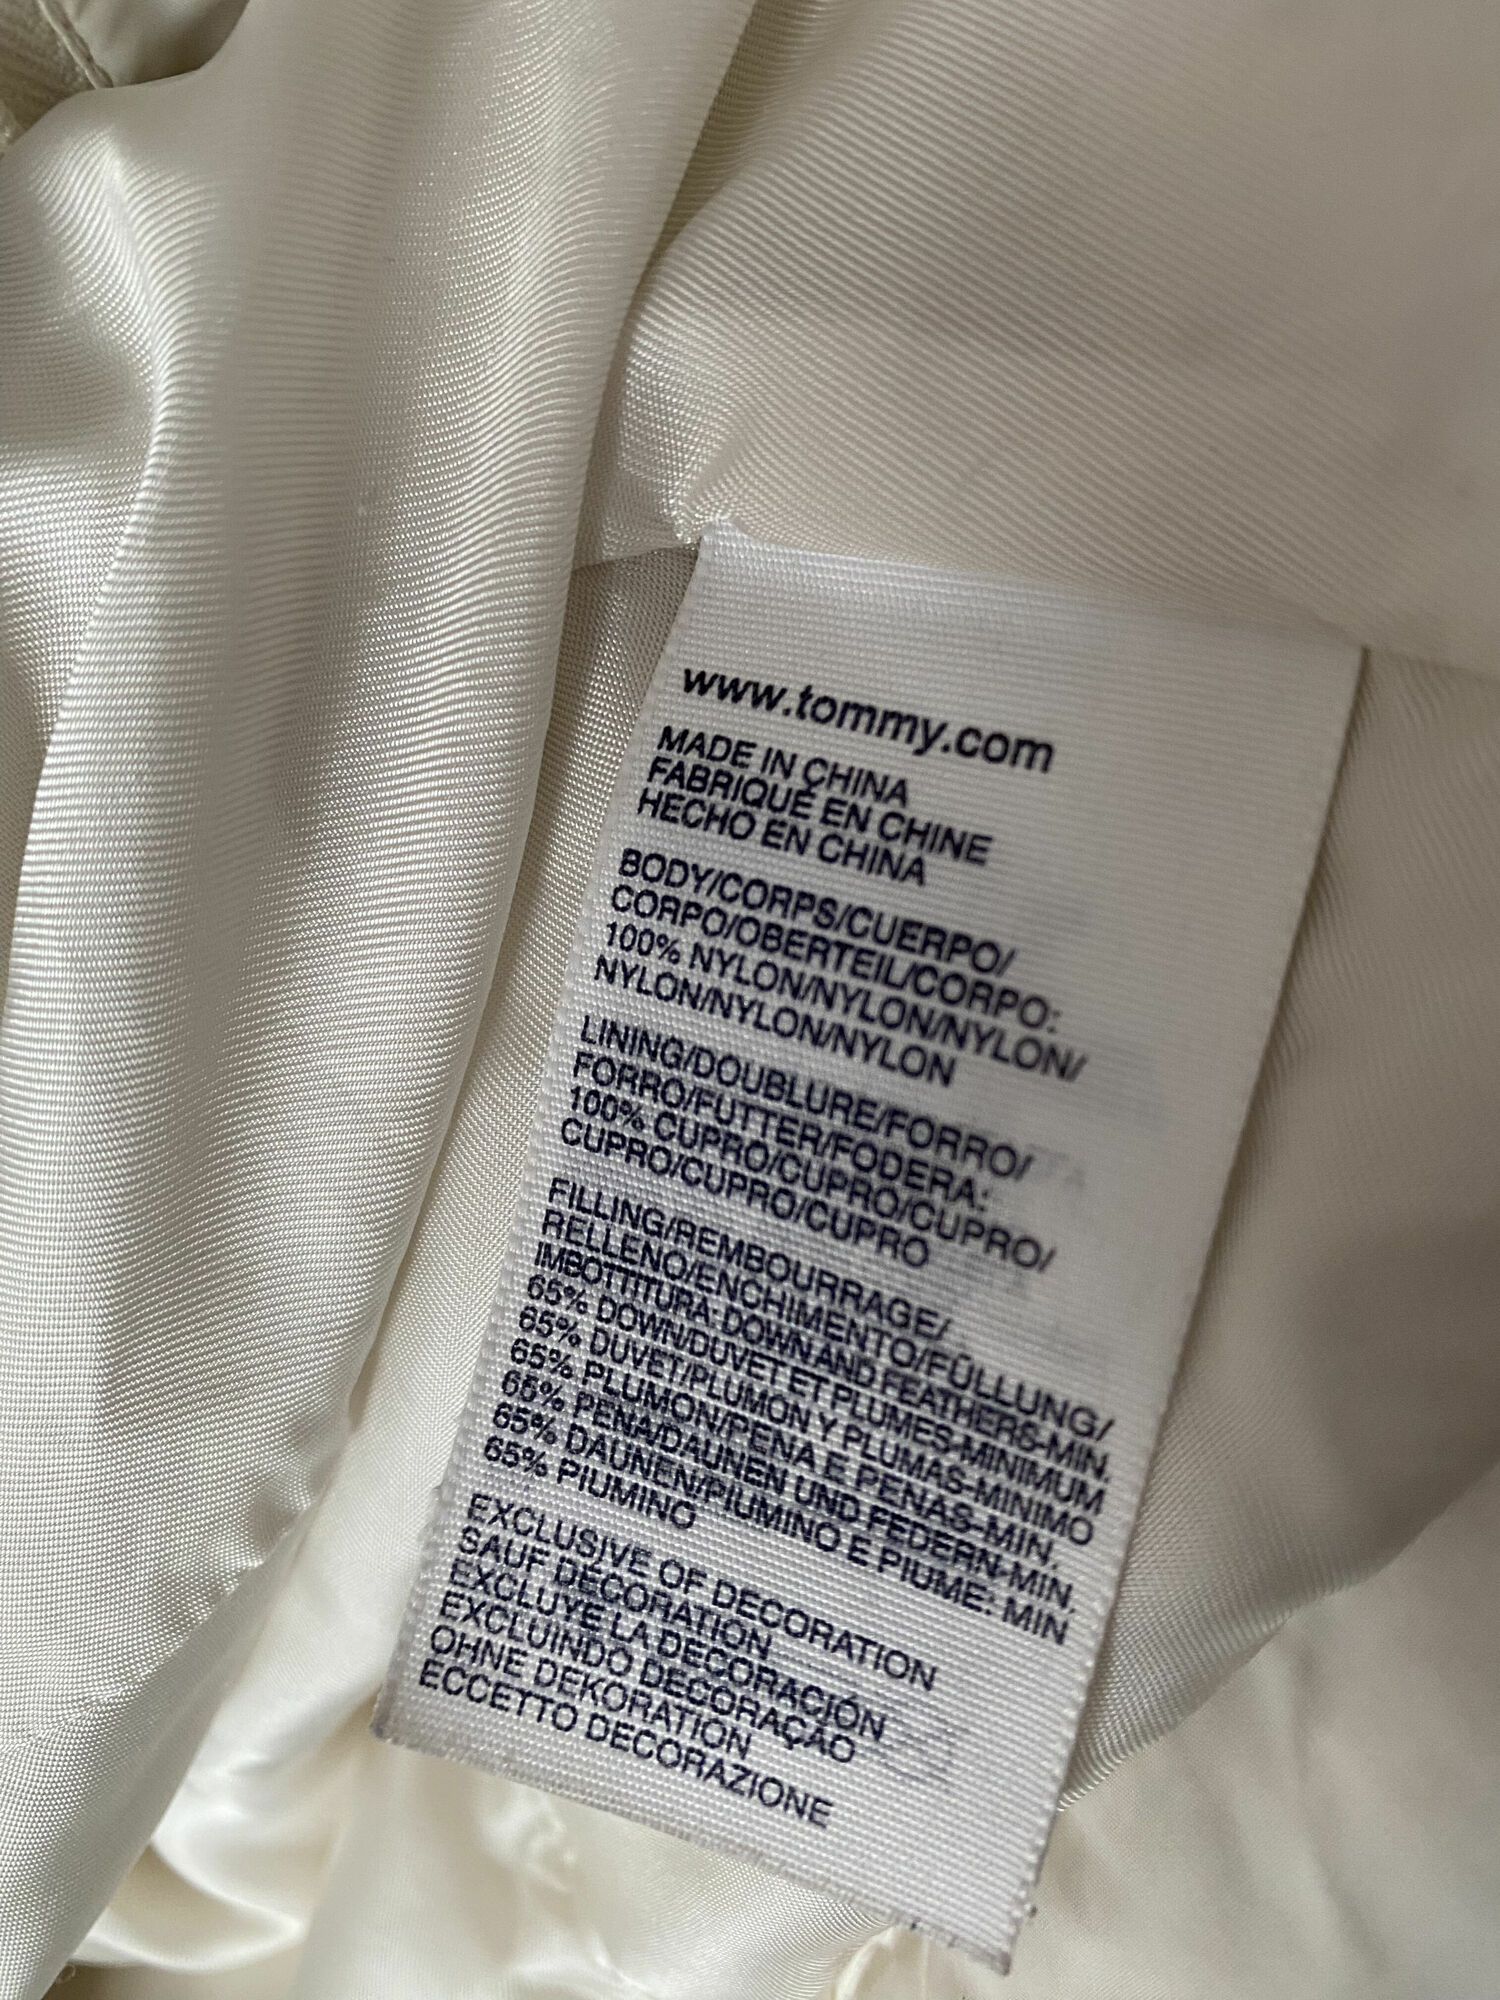 www.tommy.com
MADE IN CHINA
FABRIQUÉ EN CHINE
HECHO EN CHINA
BODY/CORPS/CUERPO/
CORPO/OBERTEIL/CORPO:
100% NYLON/NYLON/NYLON/
NYLON/NYLON/NYLON
LINING/DOUBLURE/FORRO/
FORRO/FUTTER/FODERA:
100% CUPRO/CUPRO/CUPRO/
CUPRO/CUPRO/CUPRO
FILLING/REMBOURRAGE/
RELLENO/ENCHIMENTO/FÜLLUNG/
IMBOTTITURA: DOWN AND FEATHERS-MIN.
65% DOWN/DUVET ET PLUMES-MINIMUM
65% DUVET/PLUMON Y PLUMAS-MINIMO
65% PLUMON/PENA E PENAS-MIN.
65% PENA/DAUNEN UND FEDERN-MIN.
65% DAUNEN/PIUMINO E PIUME: MIN
65% PIUMINO
EXCLUSIVE OF DECORATION
SAUF DÉCORATION
EXCLUYE LA DECORACIÓN
EXCLUINDO DECORAÇÃO
OHNE DEKORATION
ECCETTO DECORAZIONE